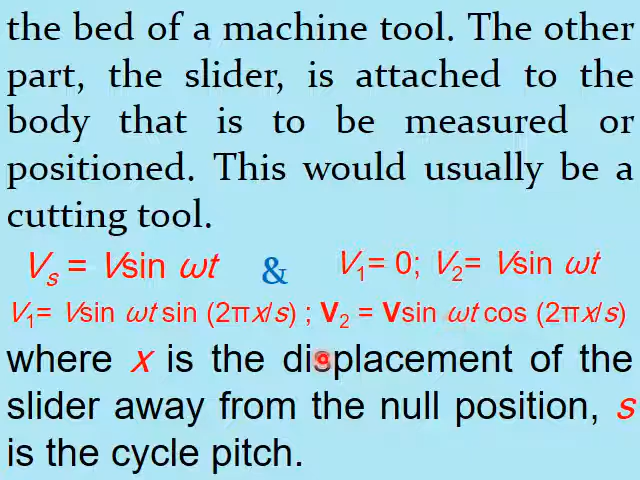 the bed of a machine tool. The other
part, the slider, is attached to the
body that is to be measured or
positioned. This would usually be a
cutting tool.
Vₛ = Vsin ωt & V₁= 0; V₂= Vsin ωt
V₁= Vsin ωt sin (2πx/s) ; V₂ = Vsin ωt cos (2πx/s)
where x is the displacement of the
slider away from the null position, s
is the cycle pitch.